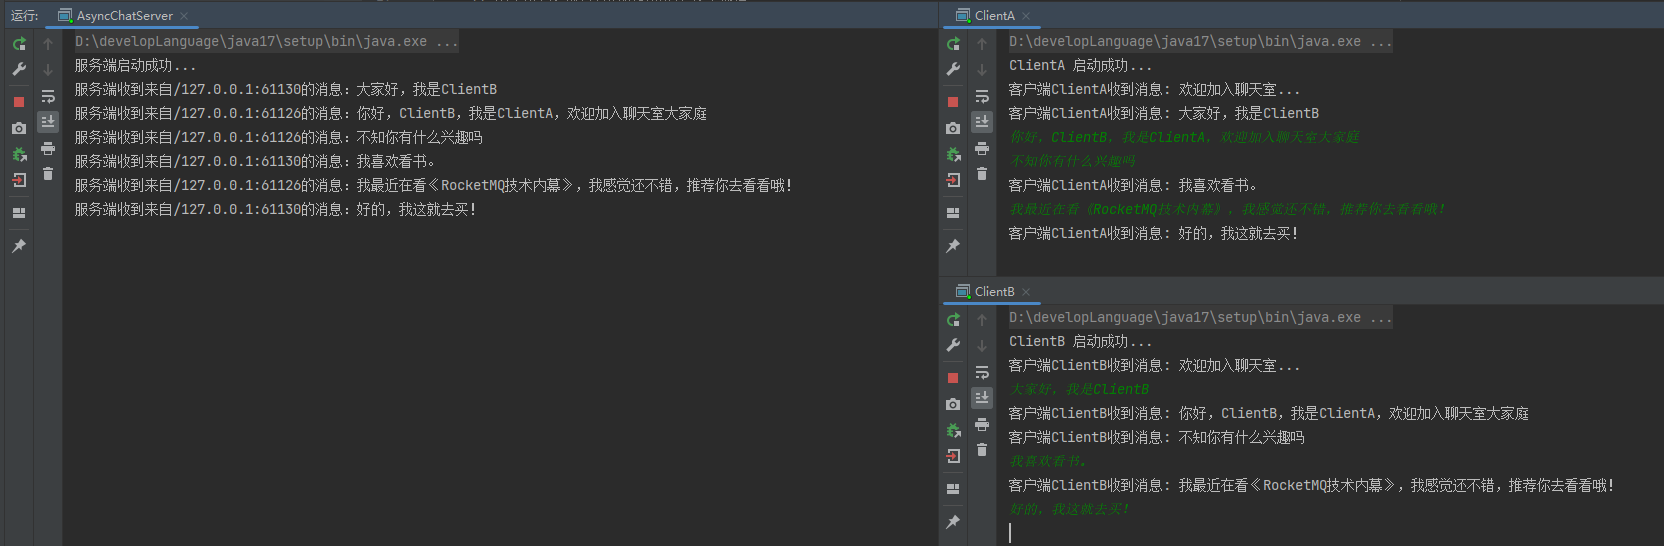 运行:
AsyncChatServer
D:\developLanguage\java17\setup\bin\java.exe ...
服务端启动成功...
服务端收到来自/127.0.0.1:61130的消息：大家好，我是ClientB
服务端收到来自/127.0.0.1:61126的消息：你好，ClientB，我是ClientA，欢迎加入聊天室大家庭
服务端收到来自/127.0.0.1:61126的消息：不知你有什么兴趣吗
服务端收到来自/127.0.0.1:61130的消息：我喜欢看书。
服务端收到来自/127.0.0.1:61126的消息：我最近在看《RocketMQ技术内幕》，我感觉还不错，推荐你去看看哦！
服务端收到来自/127.0.0.1:61130的消息：好的，我这就去买！
ClientA
D:\developLanguage\java17\setup\bin\java.exe ...
ClientA 启动成功...
客户端ClientA收到消息: 欢迎加入聊天室...
客户端ClientA收到消息: 大家好，我是ClientB
你好，ClientB，我是ClientA，欢迎加入聊天室大家庭
不知你有什么兴趣吗
客户端ClientA收到消息: 我喜欢看书。
我最近在看《RocketMQ技术内幕》，我感觉还不错，推荐你去看看哦！
客户端ClientA收到消息: 好的，我这就去买！
ClientB
D:\developLanguage\java17\setup\bin\java.exe ...
ClientB 启动成功...
客户端ClientB收到消息: 欢迎加入聊天室...
大家好，我是ClientB
客户端ClientB收到消息: 你好，ClientB，我是ClientA，欢迎加入聊天室大家庭
客户端ClientB收到消息: 不知你有什么兴趣吗
我喜欢看书。
客户端ClientB收到消息: 我最近在看《RocketMQ技术内幕》，我感觉还不错，推荐你去看看哦！
好的，我这就去买！